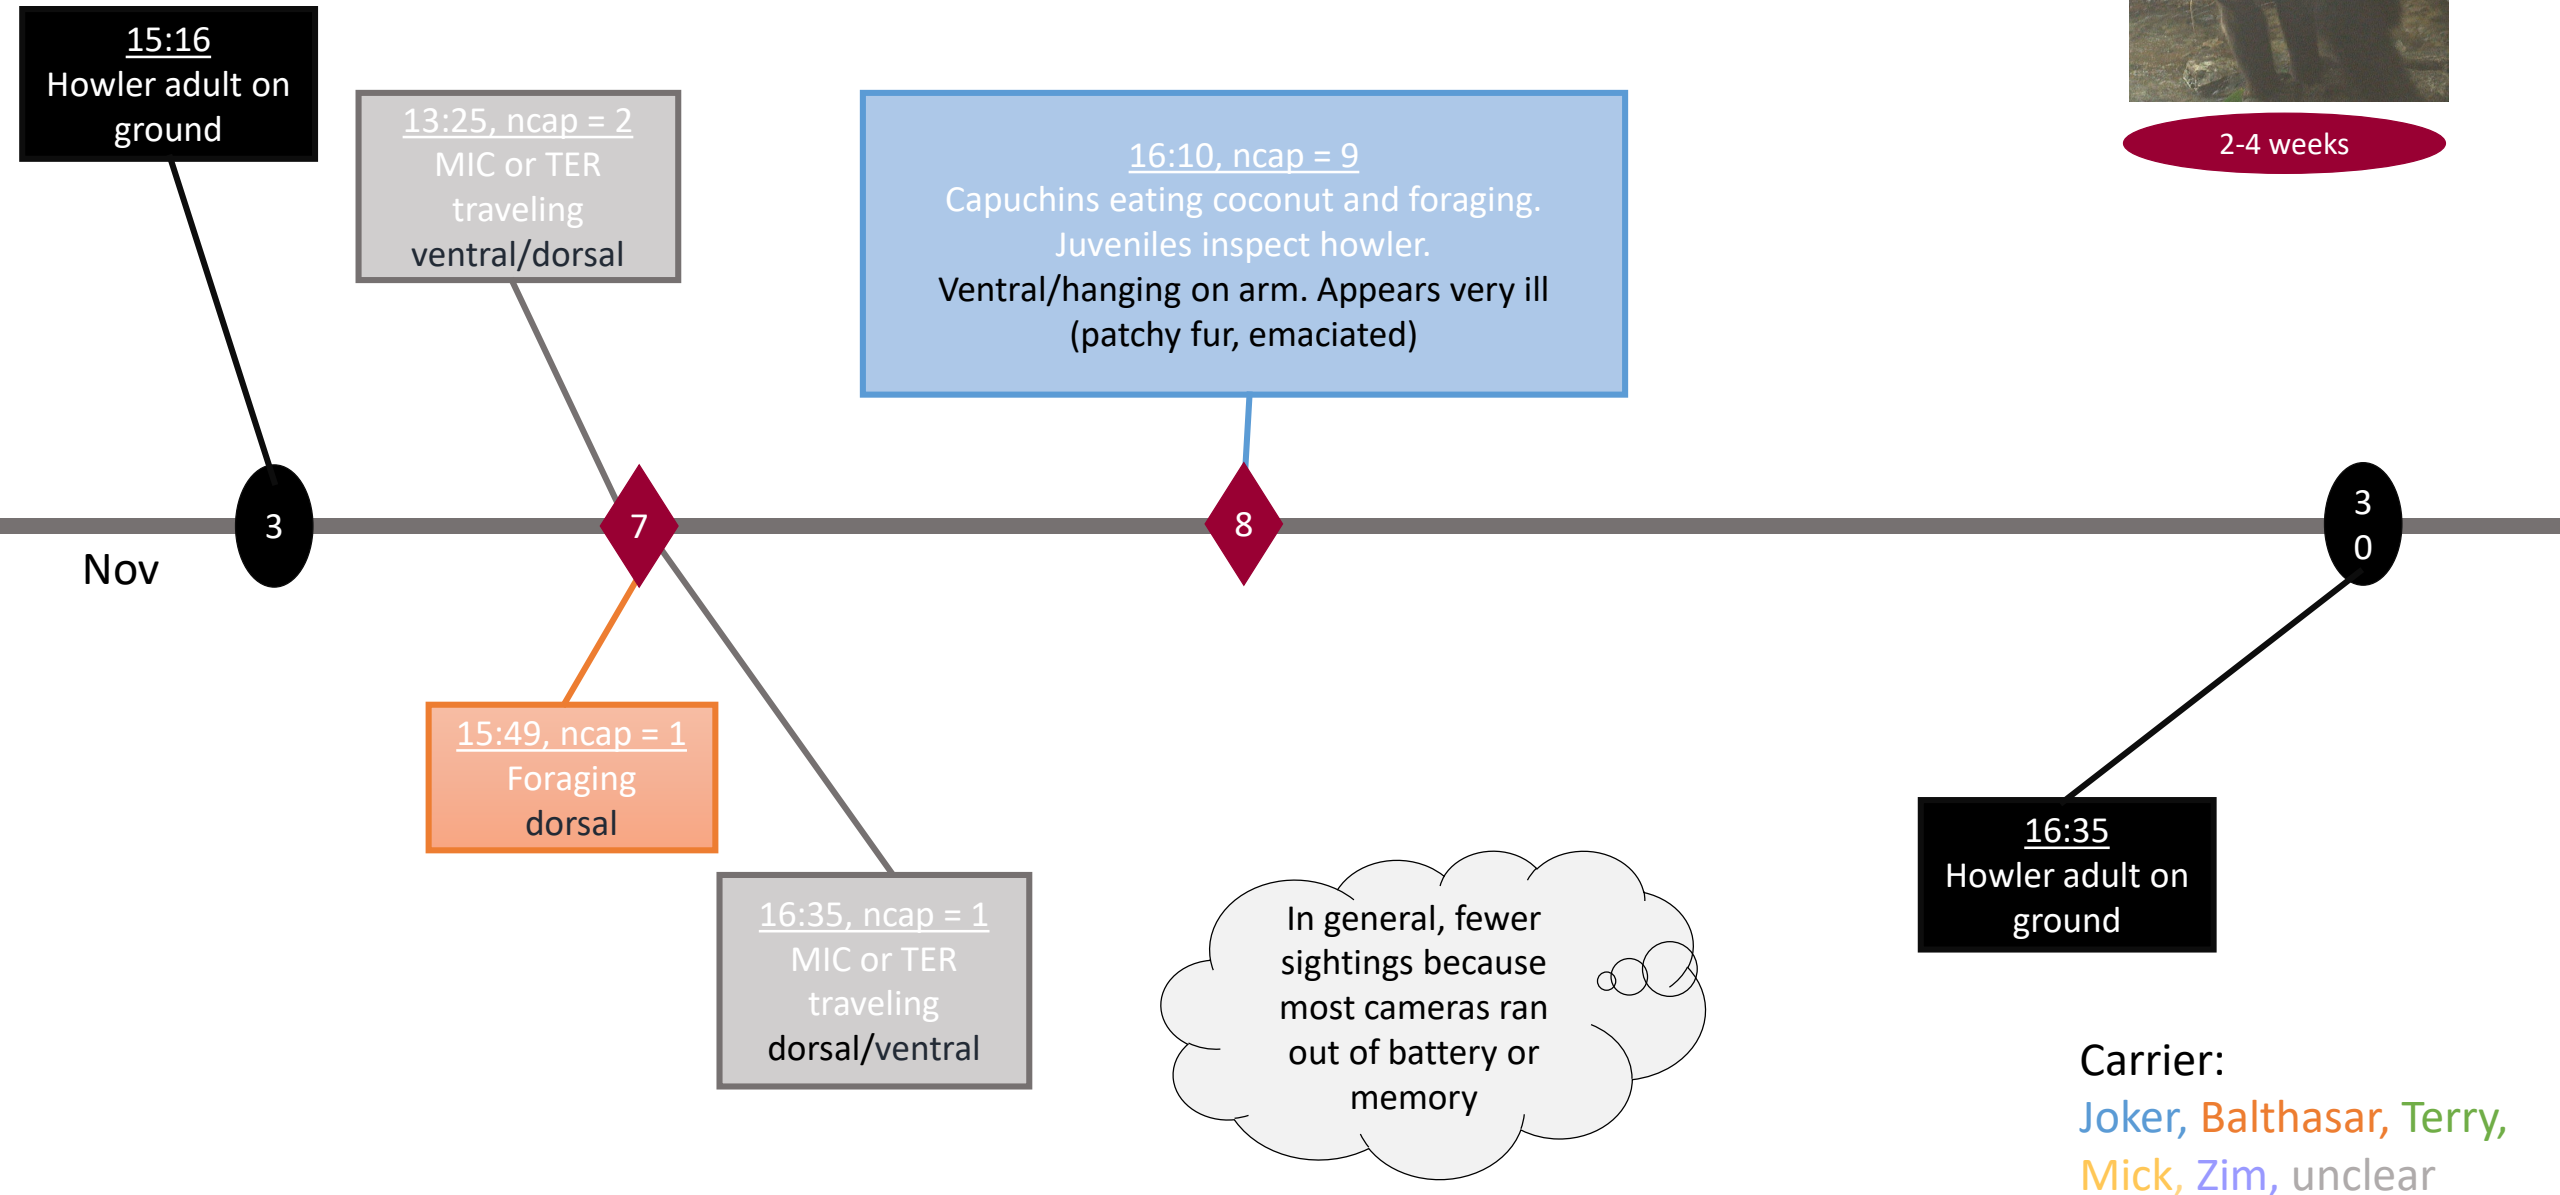 15:16
Howler adult on
ground
13:25, ncap = 2
MIC or TER
traveling
ventral/dorsal
16:10, ncap = 9
Capuchins eating coconut and foraging.
Juveniles inspect howler.
Ventral/hanging on arm. Appears very ill
(patchy fur, emaciated)
2-4 weeks
3
7
8
3
0
Nov
15:49, ncap = 1
Foraging
dorsal
16:35, ncap = 1
MIC or TER
traveling
dorsal/ventral
In general, fewer
sightings because
most cameras ran
out of battery or
memory
16:35
Howler adult on
ground
Carrier:
Joker, Balthasar, Terry,
Mick, Zim, unclear